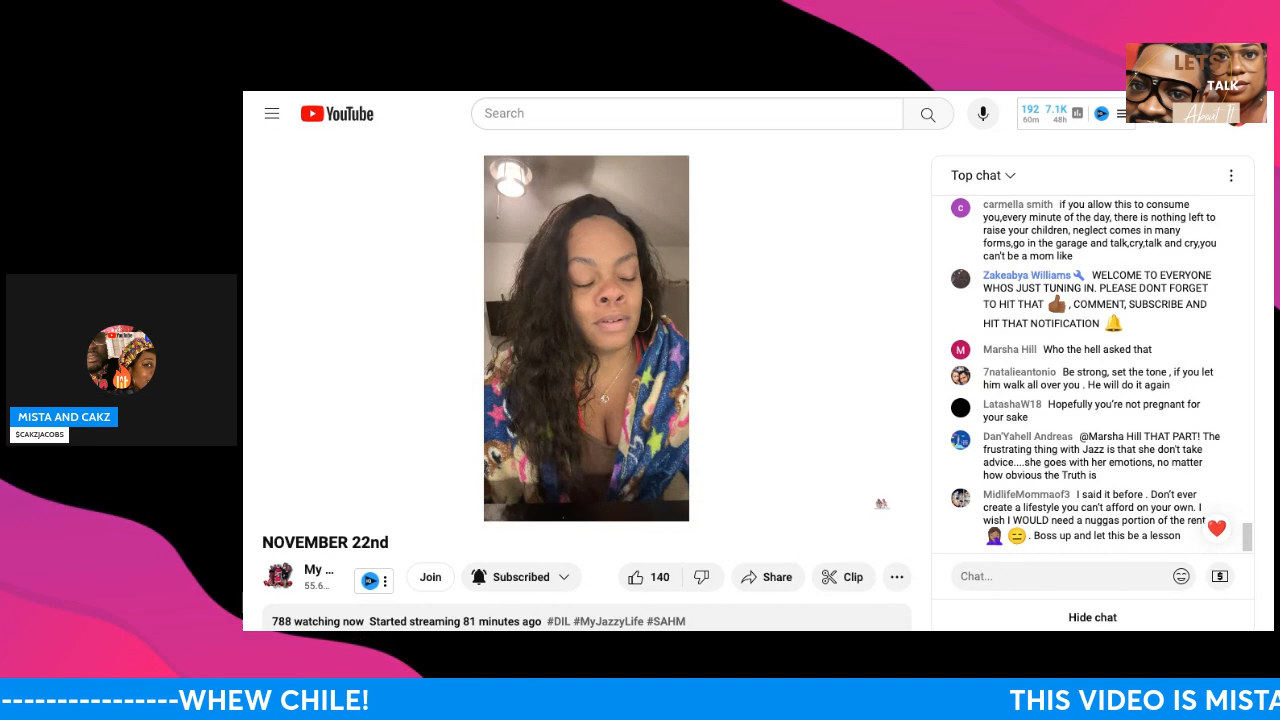 LETS
TALK
About It
YouTube
Search
192 7.1K
60m 48h
Top chat
carmella smith if you allow this to consume
you,every minute of the day, there is nothing left to
raise your children, neglect comes in many
forms,go in the garage and talk,cry,talk and cry,you
can't be a mom like
Zakeabya Williams WELCOME TO EVERYONE
WHOS JUST TUNING IN. PLEASE DONT FORGET
TO HIT THAT 👍🏾, COMMENT, SUBSCRIBE AND
HIT THAT NOTIFICATION 🔔
M Marsha Hill Who the hell asked that
7natalieantonio Be strong, set the tone , if you let
him walk all over you . He will do it again
LatashaW18 Hopefully you're not pregnant for
your sake
Dan'Yahell Andreas @Marsha Hill THAT PART! The
frustrating thing with Jazz is that she don't take
advice....she goes with her emotions, no matter
how obvious the Truth is
MidlifeMommaof3 I said it before . Don't ever
create a lifestyle you can't afford on your own. I
wish I WOULD need a nuggas portion of the rent
🤦🏾‍♀️ 😑. Boss up and let this be a lesson
Chat...
Hide chat
MISTA AND CAKZ
$CAKZJACOBS
NOVEMBER 22nd
My ...
55.6...
Join
Subscribed
140
Share
Clip
788 watching now Started streaming 81 minutes ago #DIL #MyJazzyLife #SAHM
----------------WHEW CHILE!
THIS VIDEO IS MISTA